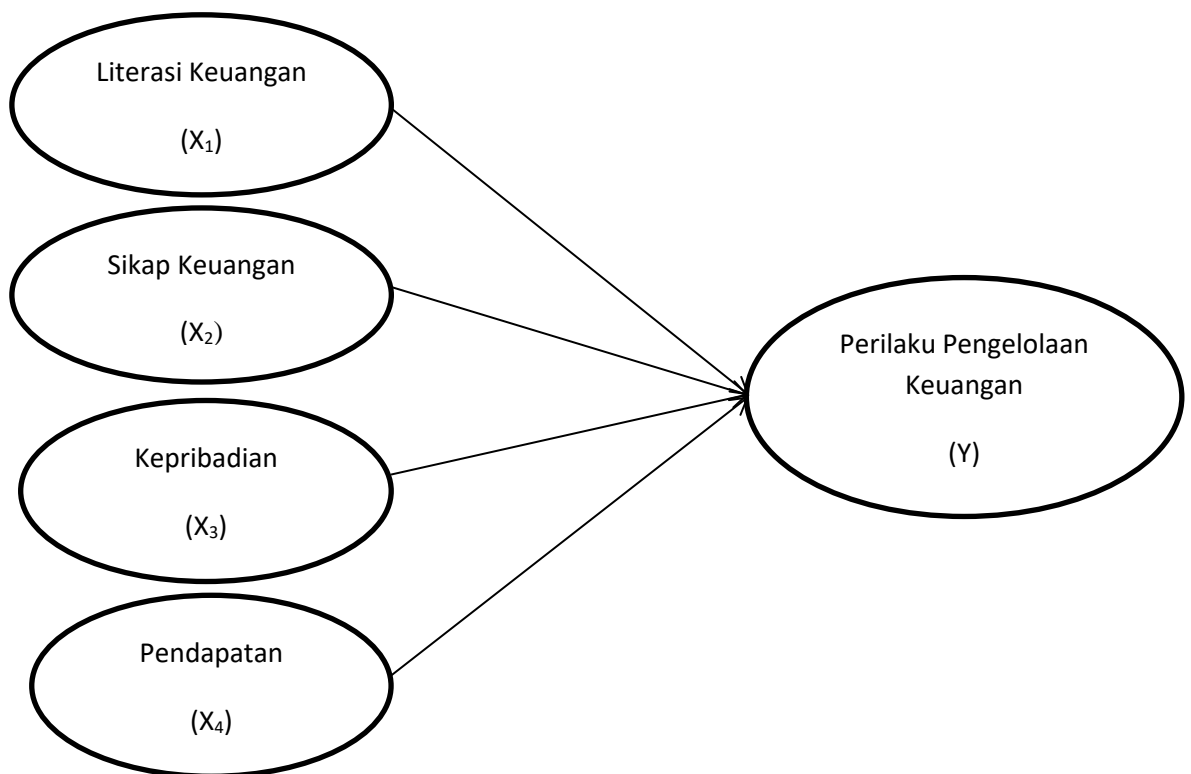 Literasi Keuangan
(X₁)
Sikap Keuangan
(X₂)
Kepribadian
(X₃)
Pendapatan
(X₄)
Perilaku Pengelolaan
Keuangan
(Y)